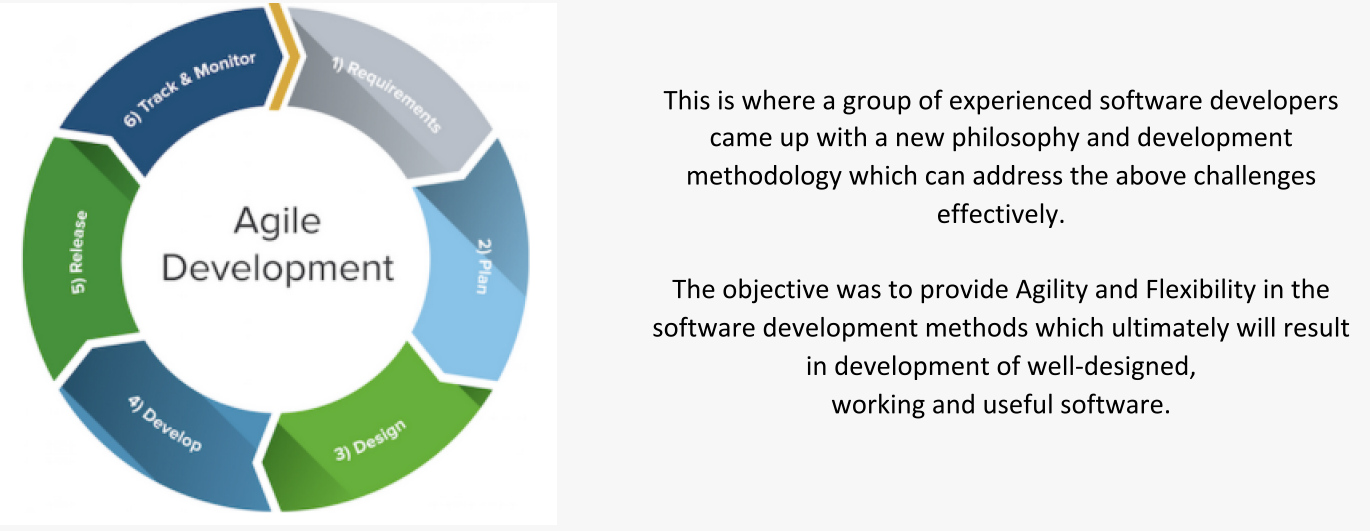 1) Requirements
2) Plan
3) Design
4) Develop
5) Release
6) Track & Monitor
Agile
Development
This is where a group of experienced software developers
came up with a new philosophy and development
methodology which can address the above challenges
effectively.
The objective was to provide Agility and Flexibility in the
software development methods which ultimately will result
in development of well-designed,
working and useful software.